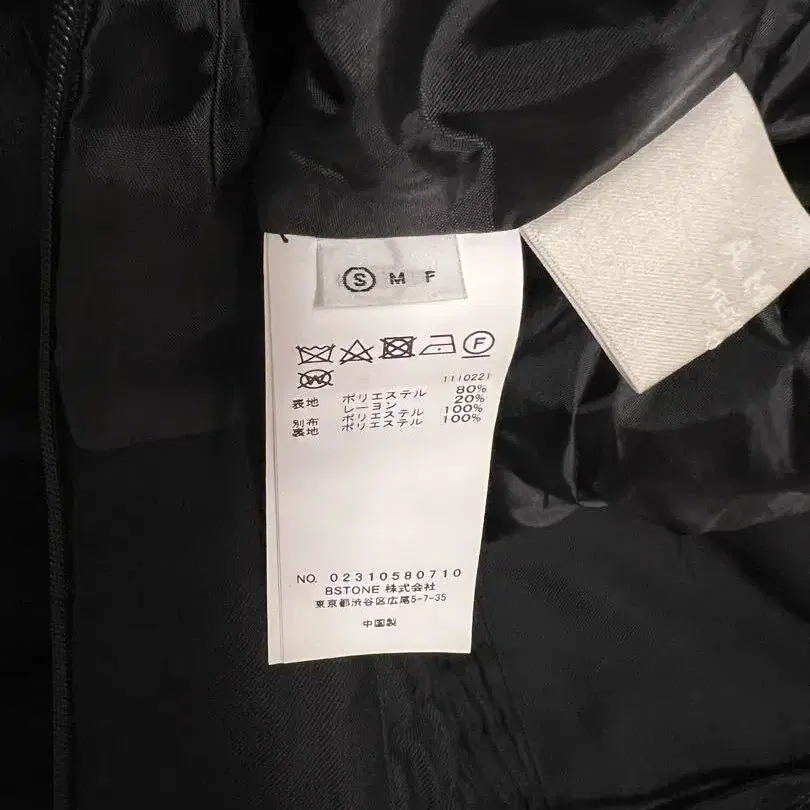 S M F
F
W
1110221
表地 ポリエステル 80%
レーヨン 20%
別布 ポリエステル 100%
裏地 ポリエステル 100%
NO. 02310580710
BSTONE 株式会社
東京都渋谷区広尾5-7-35
中国製